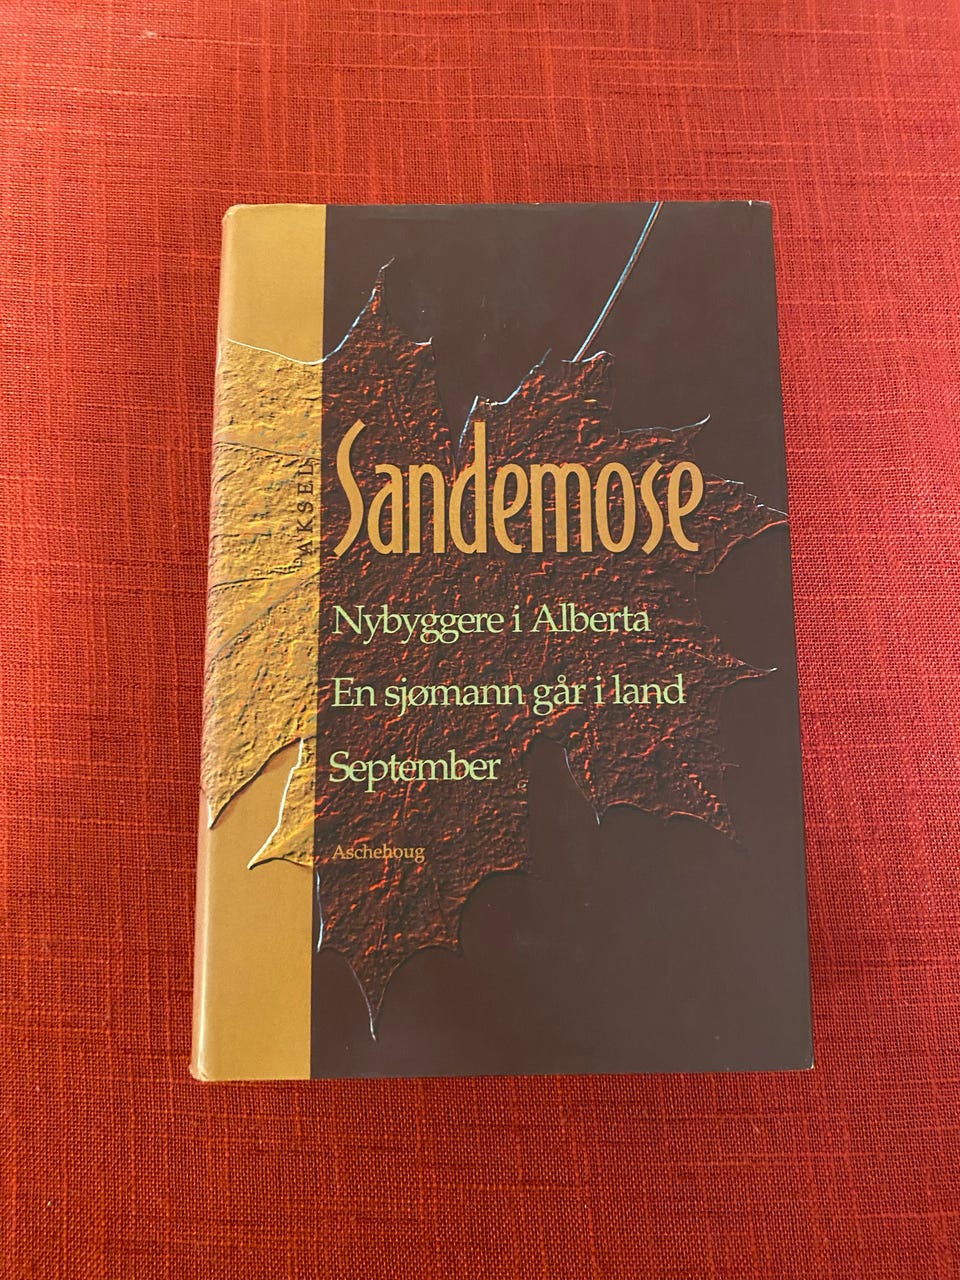 AKSEL
Sandemose
Nybyggere i Alberta
En sjømann går i land
September
Aschehoug